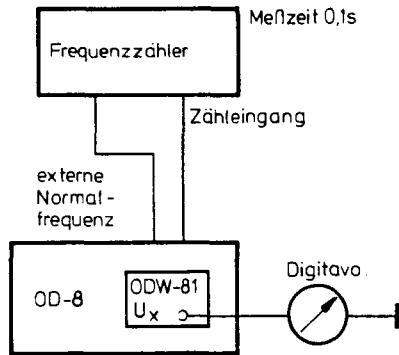 Meßzeit 0,1s
Frequenzzähler
Zähleingang
externe
Normal-
frequenz
OD-8
ODW-81
Ux
Digitavo.